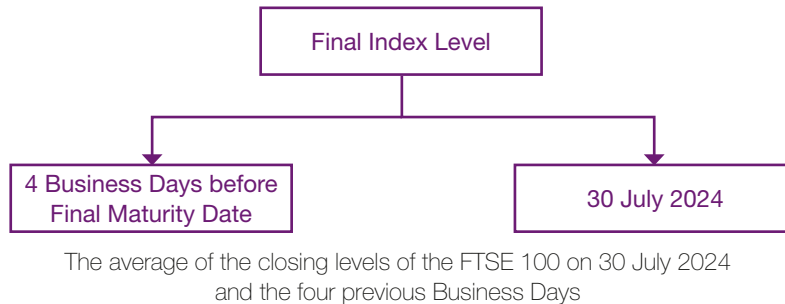 Final Index Level
4 Business Days before
Final Maturity Date
30 July 2024
The average of the closing levels of the FTSE 100 on 30 July 2024
and the four previous Business Days